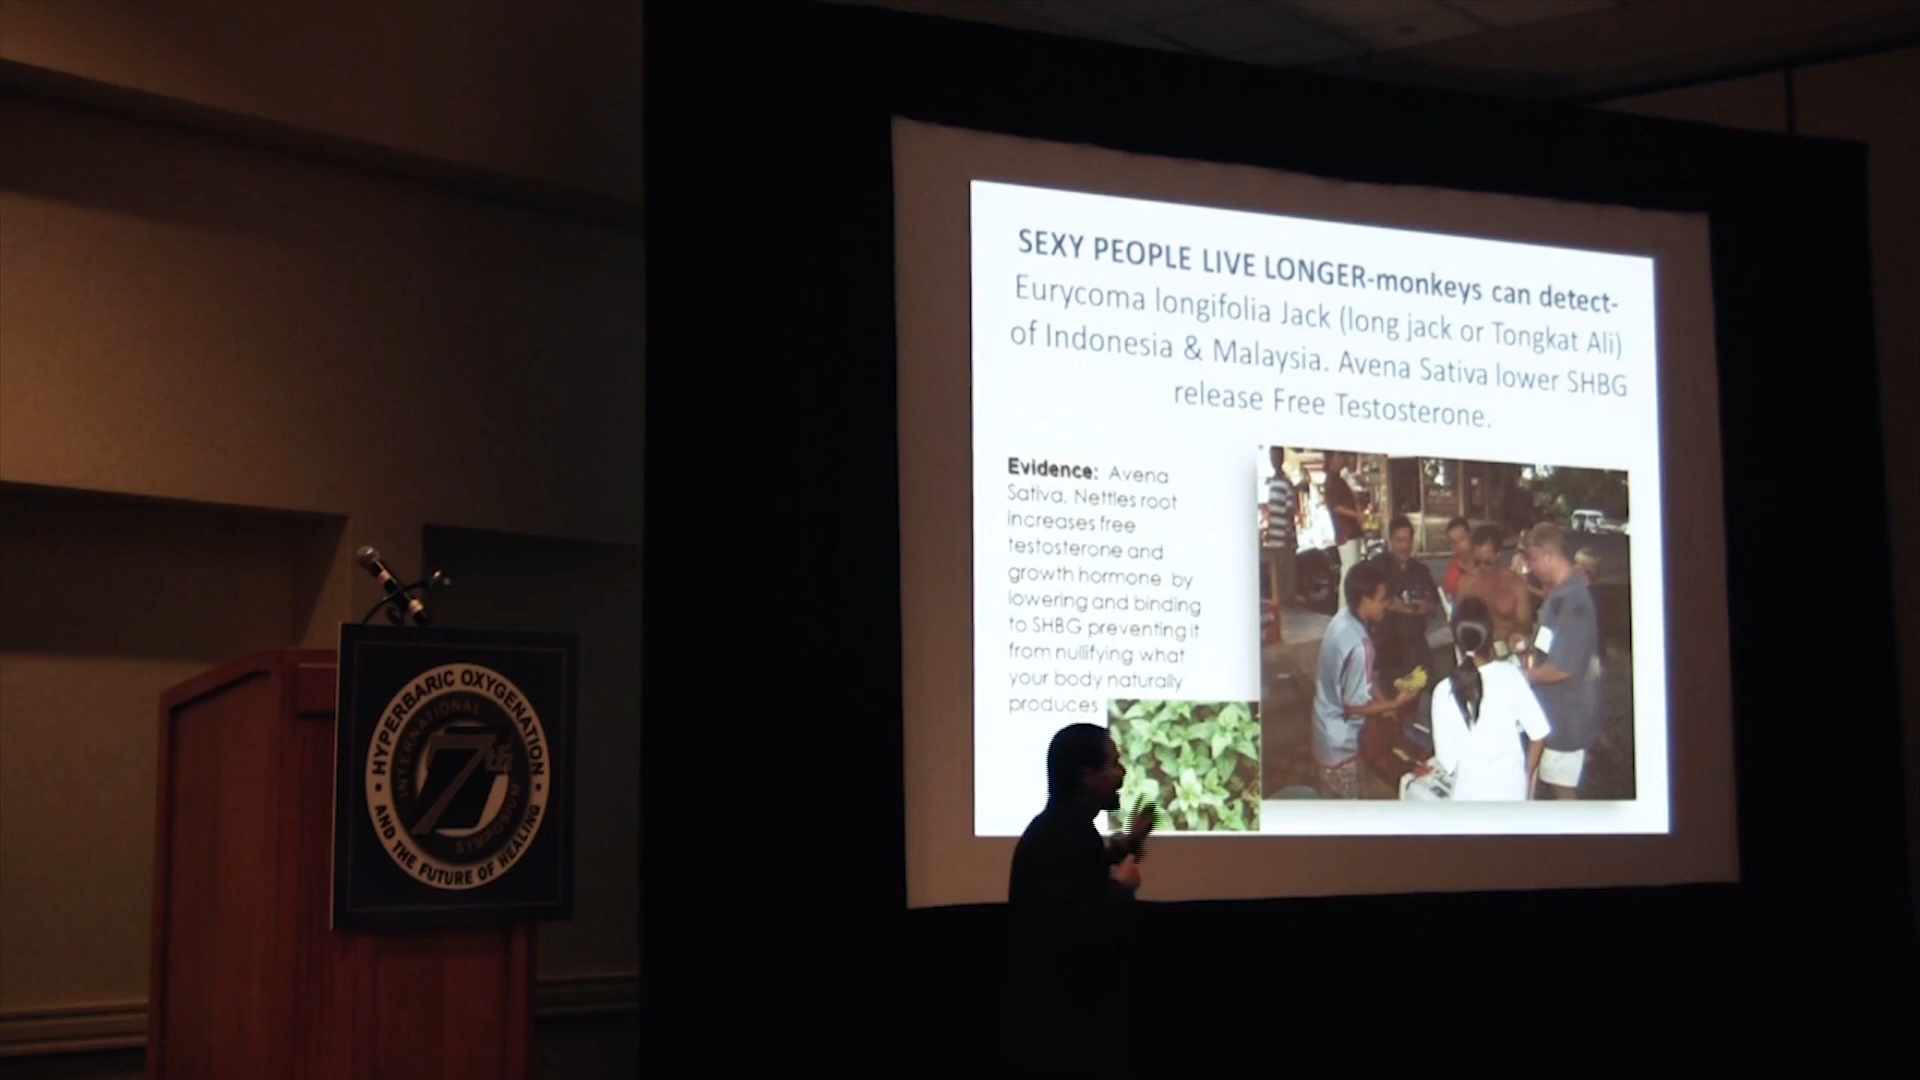 HYPERBARIC OXYGENATION
INTERNATIONAL
7th
SYMPOSIUM
AND THE FUTURE OF HEALING
SEXY PEOPLE LIVE LONGER-monkeys can detect-
Eurycoma longifolia Jack (long jack or Tongkat Ali)
of Indonesia & Malaysia. Avena Sativa lower SHBG
release Free Testosterone.
Evidence: Avena
Sativa, Nettles root
increases free
testosterone and
growth hormone by
lowering and binding
to SHBG preventing it
from nullifying what
your body naturally
produces